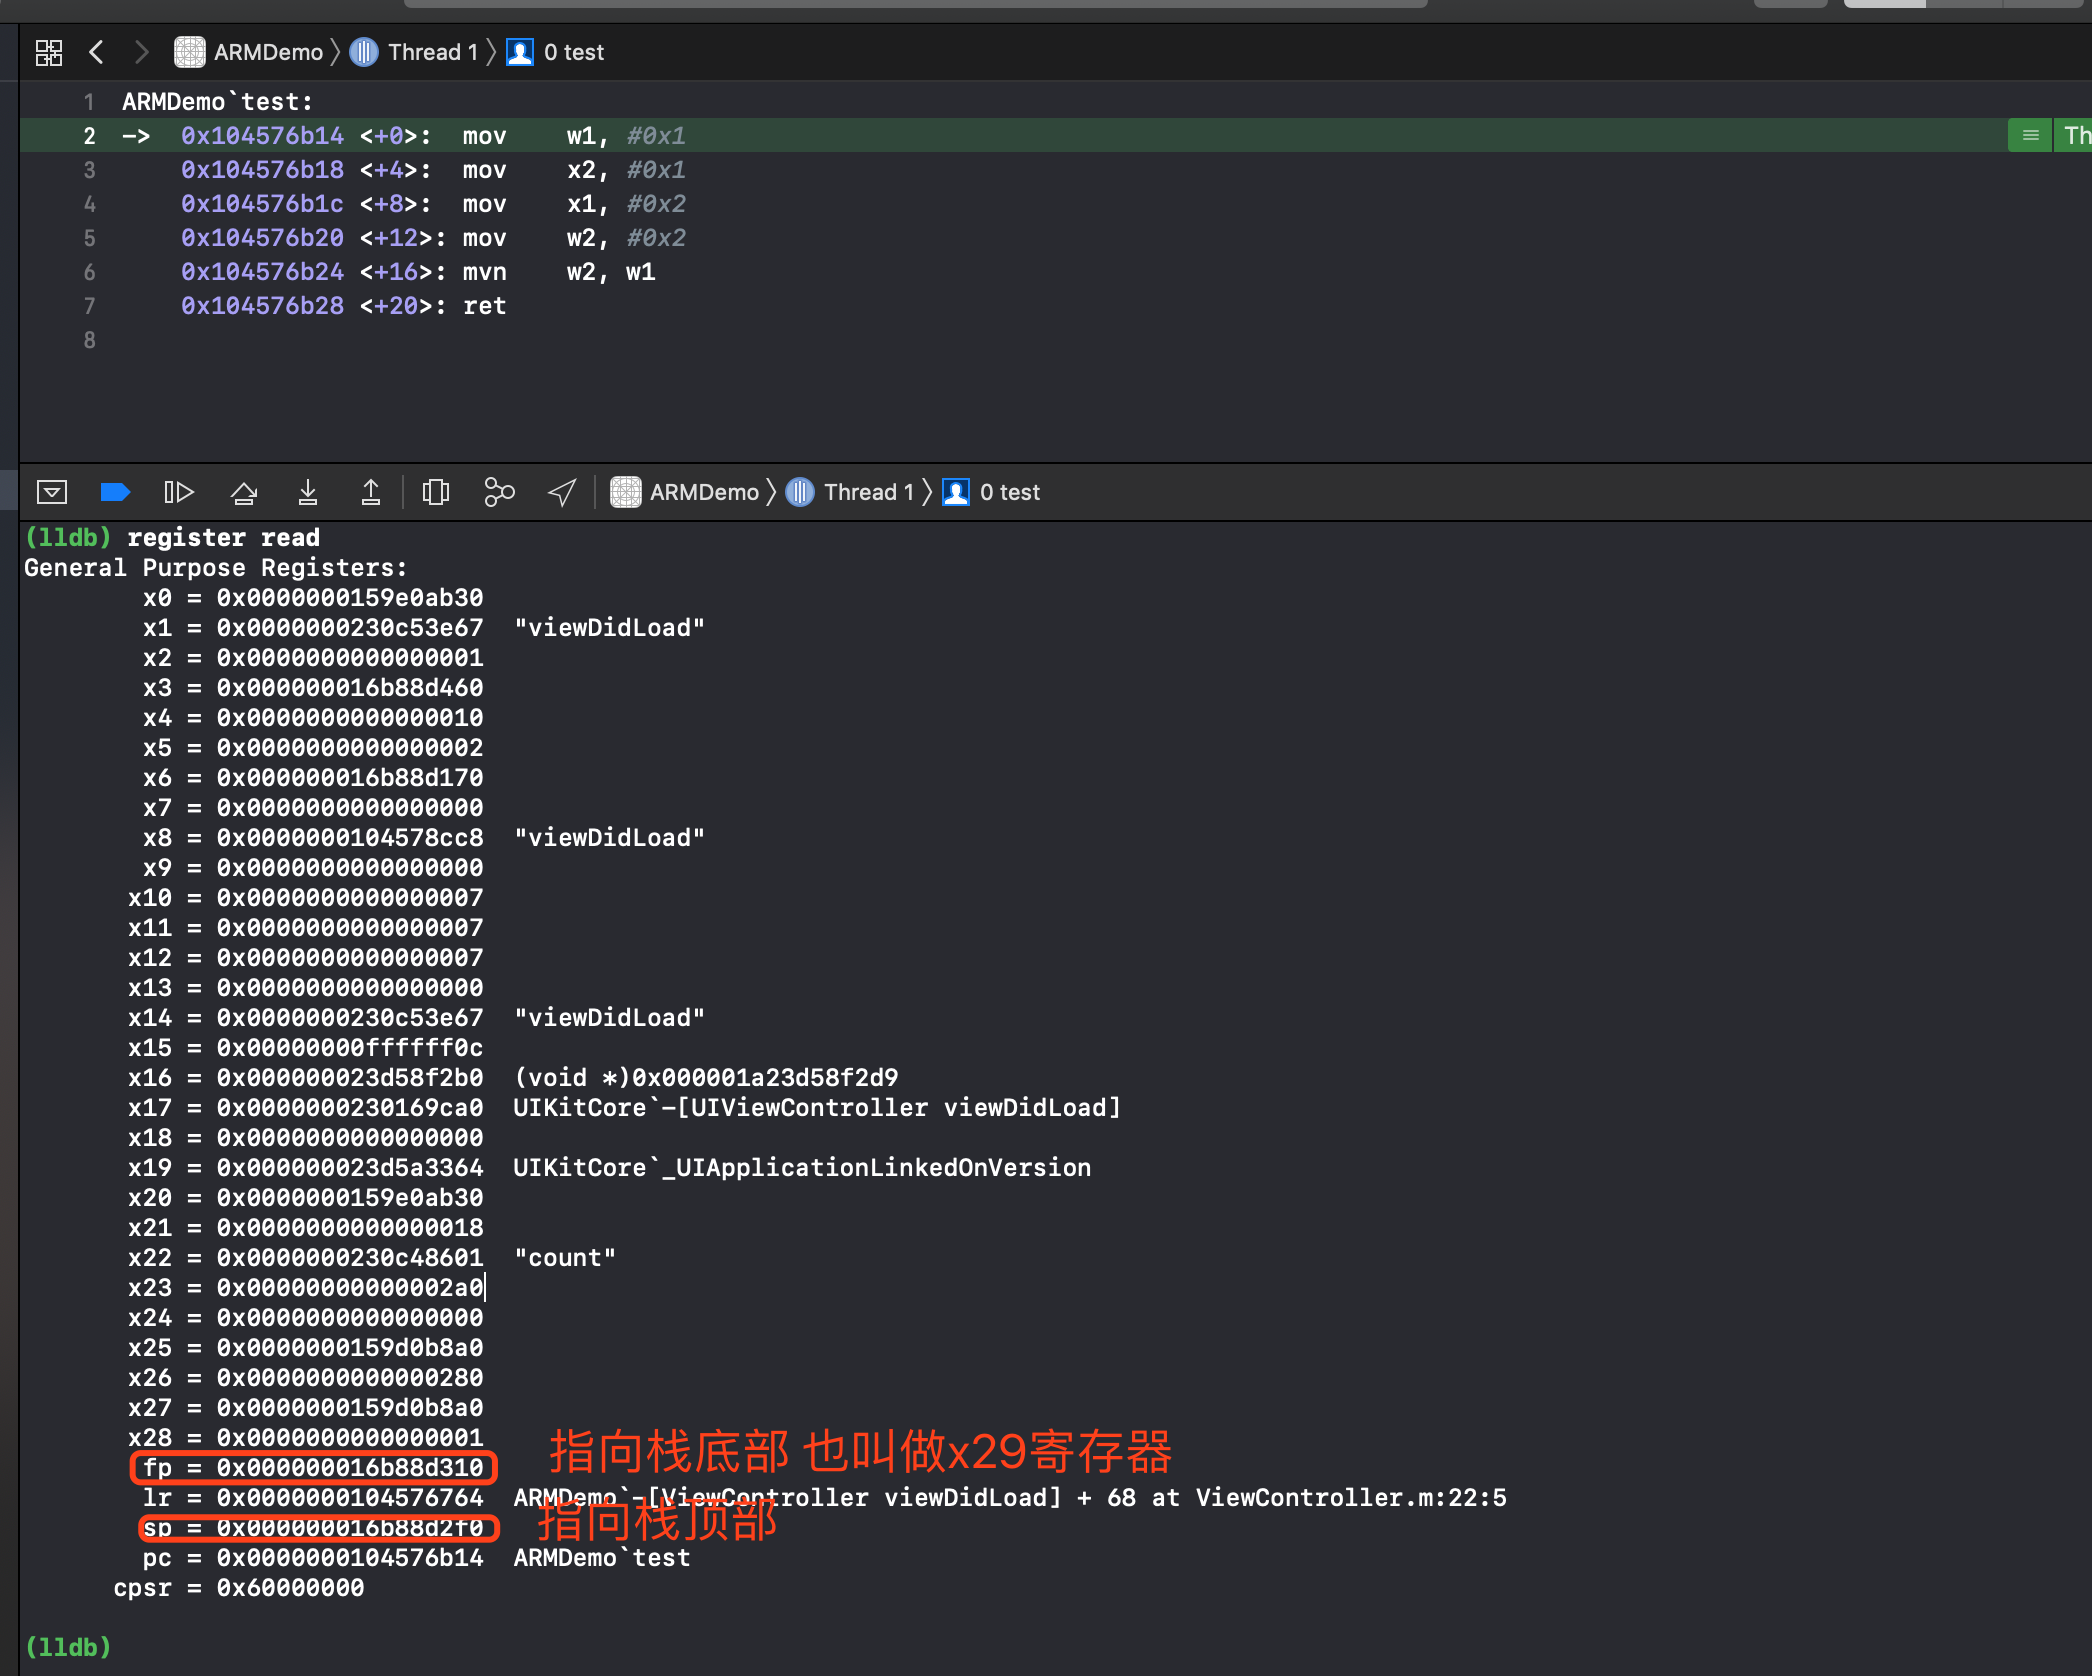 ARMDemo 〉 Thread 1 〉 0 test
1 ARMDemo`test:
2 -> 0x104576b14 <+0>: mov w1, #0x1
Th
3 0x104576b18 <+4>: mov x2, #0x1
4 0x104576b1c <+8>: mov x1, #0x2
5 0x104576b20 <+12>: mov w2, #0x2
6 0x104576b24 <+16>: mvn w2, w1
7 0x104576b28 <+20>: ret
8
ARMDemo 〉 Thread 1 〉 0 test
(lldb) register read
General Purpose Registers:
x0 = 0x0000000159e0ab30
x1 = 0x0000000230c53e67 "viewDidLoad"
x2 = 0x0000000000000001
x3 = 0x000000016b88d460
x4 = 0x0000000000000010
x5 = 0x0000000000000002
x6 = 0x000000016b88d170
x7 = 0x0000000000000000
x8 = 0x0000000104578cc8 "viewDidLoad"
x9 = 0x0000000000000000
x10 = 0x0000000000000007
x11 = 0x0000000000000007
x12 = 0x0000000000000007
x13 = 0x0000000000000000
x14 = 0x0000000230c53e67 "viewDidLoad"
x15 = 0x00000000ffffff0c
x16 = 0x000000023d58f2b0 (void *)0x000001a23d58f2d9
x17 = 0x0000000230169ca0 UIKitCore`-[UIViewController viewDidLoad]
x18 = 0x0000000000000000
x19 = 0x000000023d5a3364 UIKitCore`_UIApplicationLinkedOnVersion
x20 = 0x0000000159e0ab30
x21 = 0x0000000000000018
x22 = 0x0000000230c48601 "count"
x23 = 0x00000000000002a0
x24 = 0x0000000000000000
x25 = 0x0000000159d0b8a0
x26 = 0x0000000000000280
x27 = 0x0000000159d0b8a0
x28 = 0x0000000000000001
fp = 0x000000016b88d310 指向栈底部 也叫做x29寄存器
lr = 0x0000000104576764 ARMDemo`-[ViewController viewDidLoad] + 68 at ViewController.m:22:5
sp = 0x000000016b88d2f0 指向栈顶部
pc = 0x0000000104576b14 ARMDemo`test
cpsr = 0x60000000
(lldb)